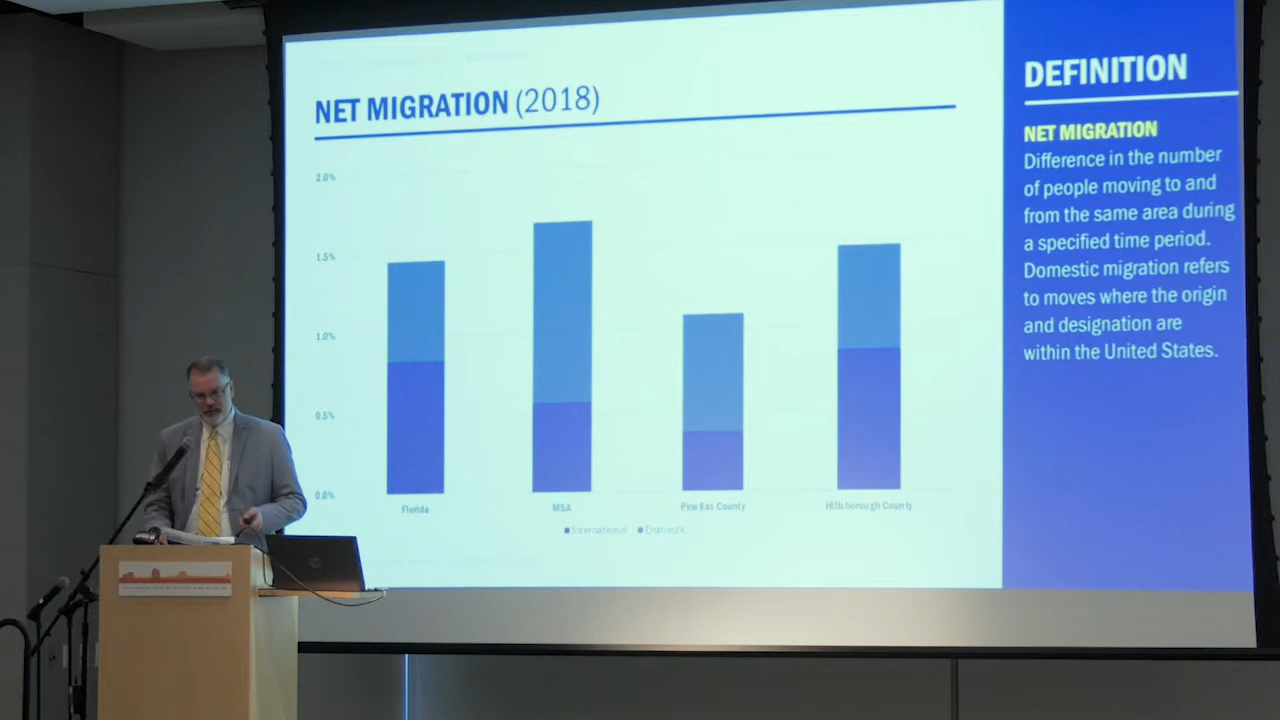 NET MIGRATION (2018)
2.0%
1.5%
1.0%
0.5%
0.0%
Florida
MSA
Pinellas County
Hillsborough County
International
Domestic
DEFINITION
NET MIGRATION
Difference in the number
of people moving to and
from the same area during
a specified time period.
Domestic migration refers
to moves where the origin
and designation are
within the United States.